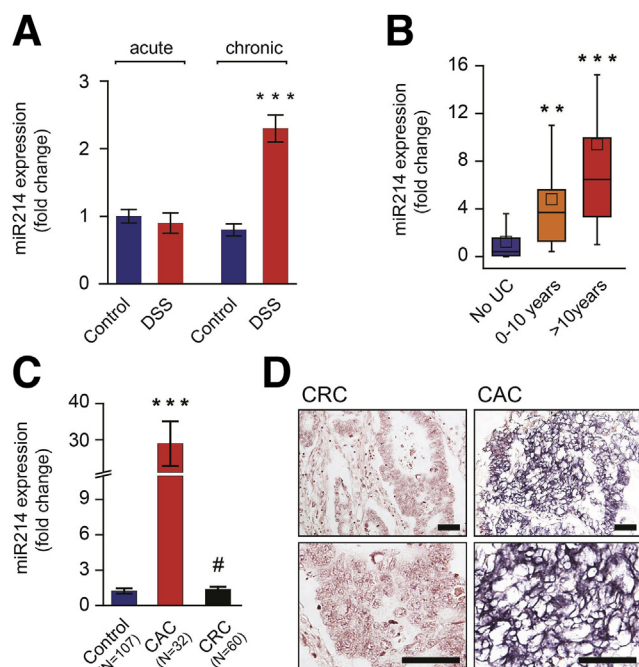 A
acute
chronic
miR214 expression
(fold change)
3
2
1
0
***
Control
DSS
Control
DSS
B
miR214 expression
(fold change)
16
12
8
4
0
**
***
No UC
0-10 years
>10years
C
miR214 expression
(fold change)
40
30
9
6
3
0
***
#
Control
(N=107)
CAC
(N=32)
CRC
(N=60)
D
CRC
CAC